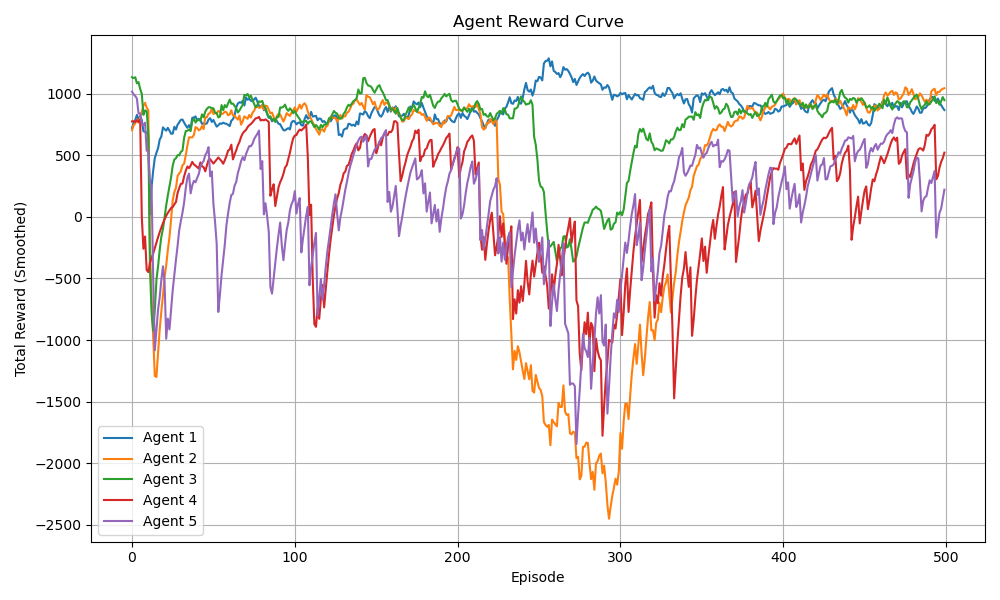 Agent Reward Curve
Total Reward (Smoothed)
1000
500
0
−500
−1000
−1500
−2000
−2500
Agent 1
Agent 2
Agent 3
Agent 4
Agent 5
0 100 200 300 400 500
Episode